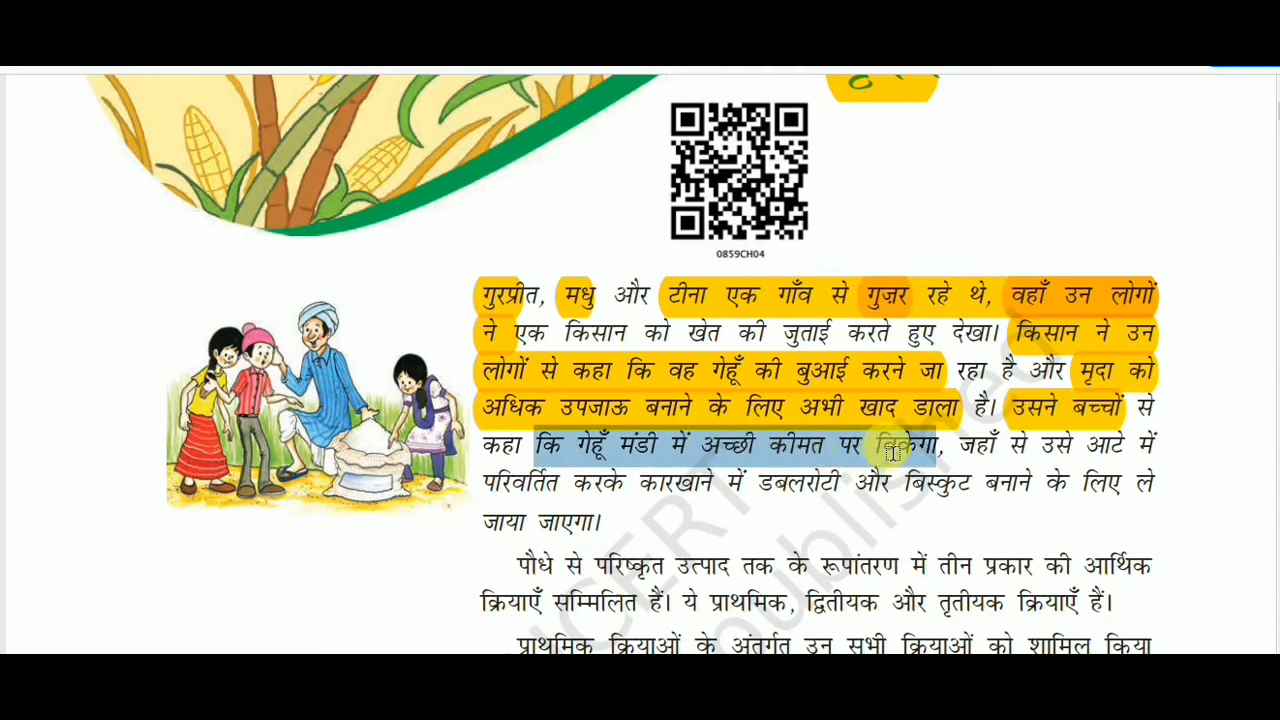 0859CH04
गुरप्रीत, मधु और टीना एक गाँव से गुज़र रहे थे, वहाँ उन लोगों
ने एक किसान को खेत की जुताई करते हुए देखा। किसान ने उन
लोगों से कहा कि वह गेहूँ की बुआई करने जा रहा है और मृदा को
अधिक उपजाऊ बनाने के लिए अभी खाद डाला है। उसने बच्चों से
कहा कि गेहूँ मंडी में अच्छी कीमत पर बिकेगा, जहाँ से उसे आटे में
परिवर्तित करके कारखाने में डबलरोटी और बिस्कुट बनाने के लिए ले
जाया जाएगा।
पौधे से परिष्कृत उत्पाद तक के रूपांतरण में तीन प्रकार की आर्थिक
क्रियाएँ सम्मिलित हैं। ये प्राथमिक, द्वितीयक और तृतीयक क्रियाएँ हैं।
प्राथमिक क्रियाओं के अंतर्गत उन सभी क्रियाओं को शामिल किया